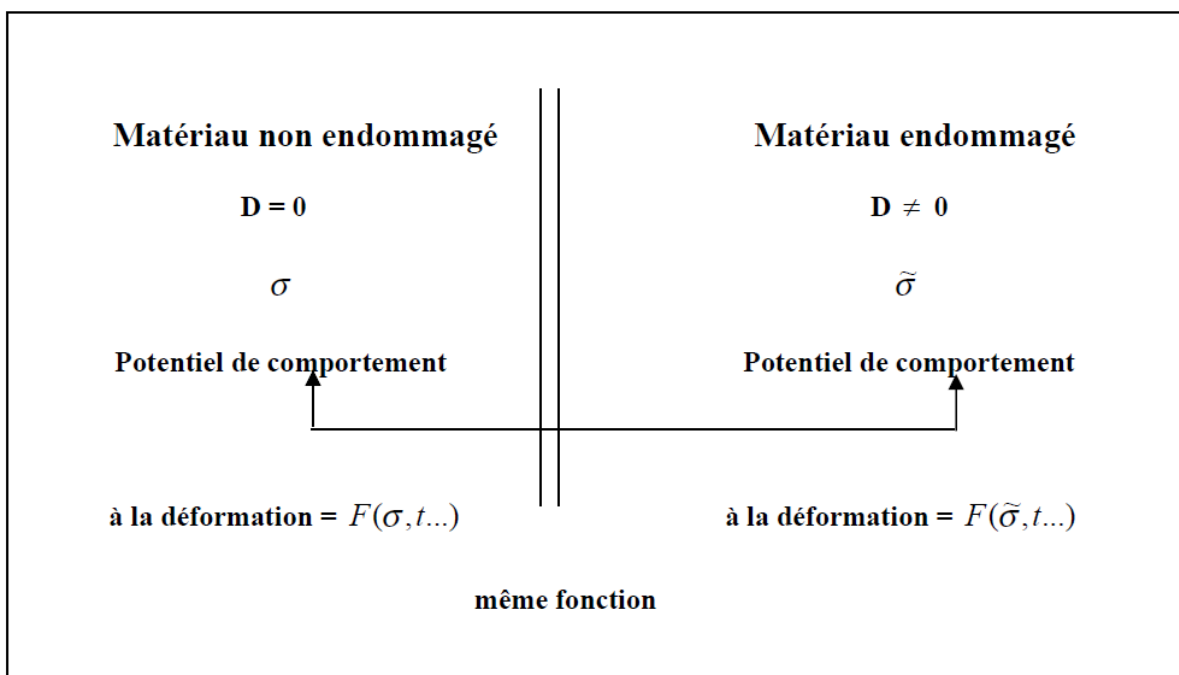 Matériau non endommagé
D = 0
σ
Potentiel de comportement
à la déformation = F(σ,t...)
Matériau endommagé
D ≠ 0
σ̃
Potentiel de comportement
à la déformation = F(σ̃,t...)
même fonction